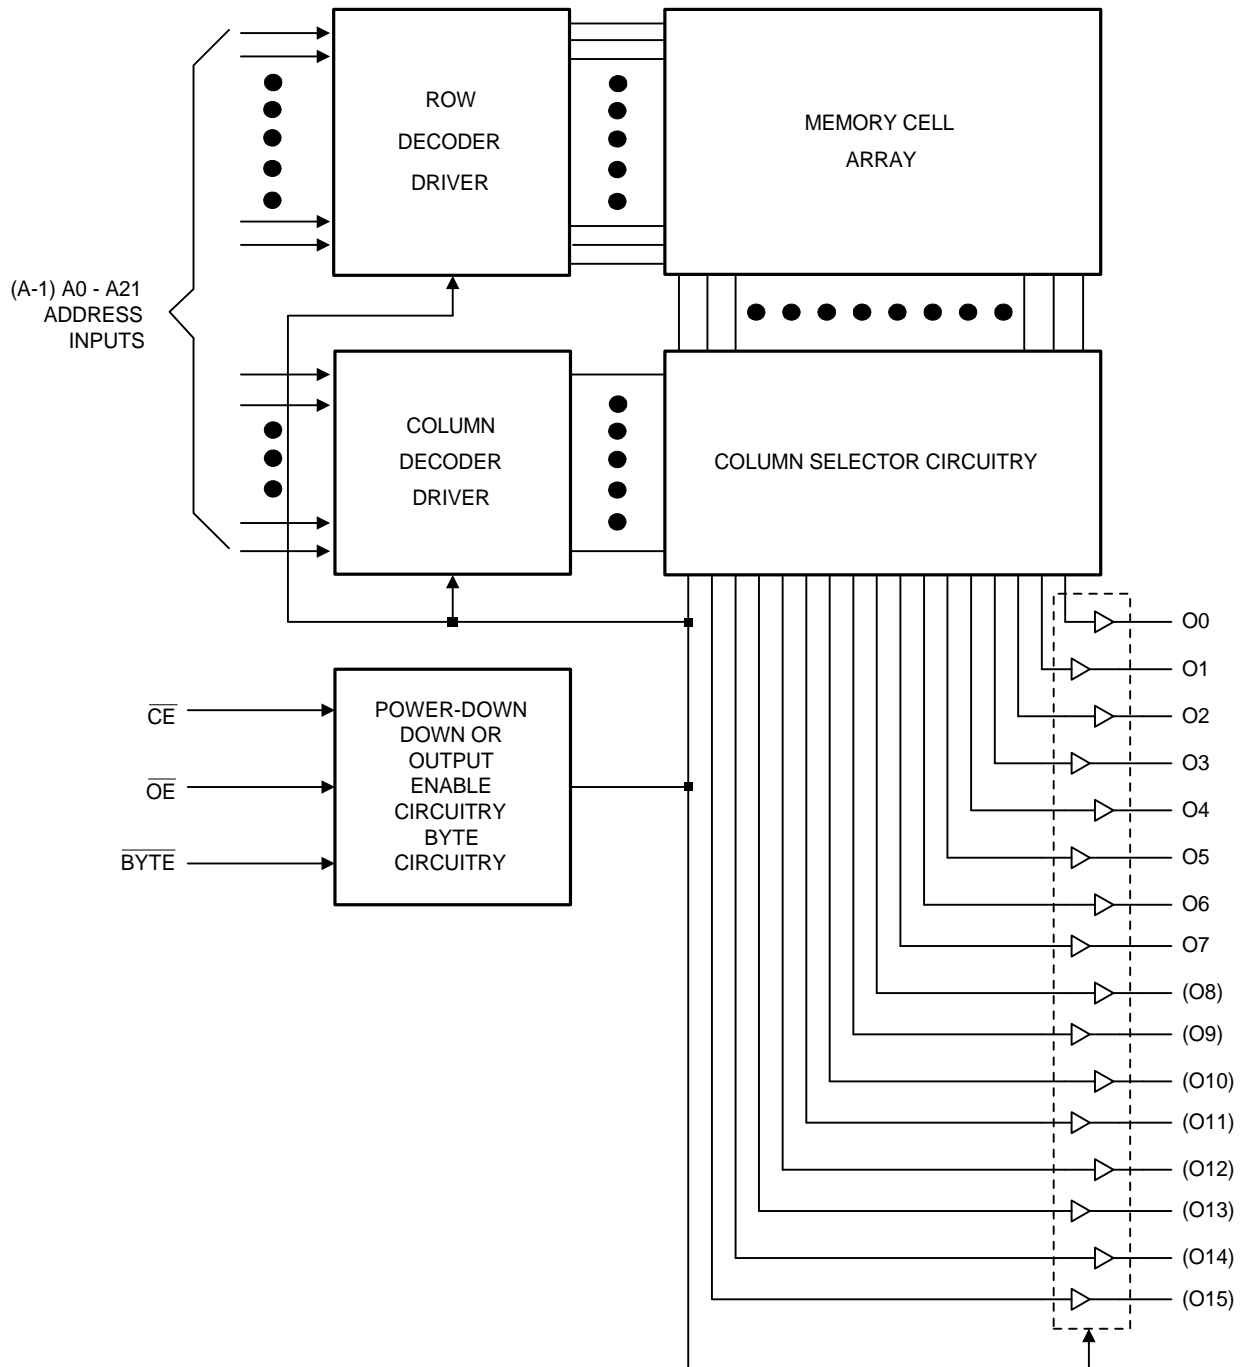 ROW
DECODER
DRIVER
MEMORY CELL
ARRAY
(A-1) A0 - A21
ADDRESS
INPUTS
COLUMN
DECODER
DRIVER
COLUMN SELECTOR CIRCUITRY
CE
OE
BYTE
POWER-DOWN
DOWN OR
OUTPUT
ENABLE
CIRCUITRY
BYTE
CIRCUITRY
O0
O1
O2
O3
O4
O5
O6
O7
(O8)
(O9)
(O10)
(O11)
(O12)
(O13)
(O14)
(O15)